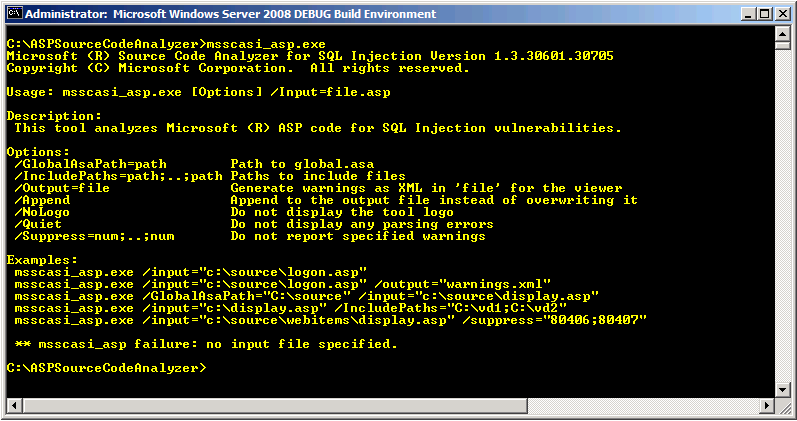 Administrator: Microsoft Windows Server 2008 DEBUG Build Environment
C:\ASPSourceCodeAnalyzer>msscasi_asp.exe
Microsoft (R) Source Code Analyzer for SQL Injection Version 1.3.30601.30705
Copyright (C) Microsoft Corporation.  All rights reserved.
Usage: msscasi_asp.exe [Options] /Input=file.asp
Description:
 This tool analyzes Microsoft (R) ASP code for SQL Injection vulnerabilities.
Options:
 /GlobalAsaPath=path        Path to global.asa
 /IncludePaths=path;..;path Paths to include files
 /Output=file               Generate warnings as XML in 'file' for the viewer
 /Append                    Append to the output file instead of overwriting it
 /NoLogo                    Do not display the tool logo
 /Quiet                     Do not display any parsing errors
 /Suppress=num;..;num       Do not report specified warnings
Examples:
 msscasi_asp.exe /input="c:\source\logon.asp"
 msscasi_asp.exe /input="c:\source\logon.asp" /output="warnings.xml"
 msscasi_asp.exe /GlobalAsaPath="C:\source" /input="c:\source\display.asp"
 msscasi_asp.exe /input="c:\display.asp" /IncludePaths="C:\vd1;C:\vd2"
 msscasi_asp.exe /input="c:\source\webitems\display.asp" /suppress="80406;80407"
 ** msscasi_asp failure: no input file specified.
C:\ASPSourceCodeAnalyzer>